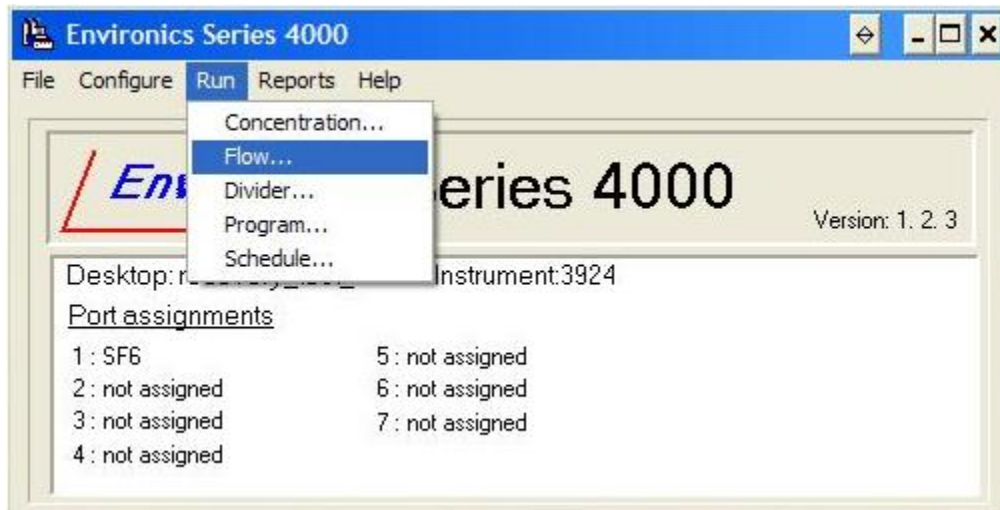 Environics Series 4000
File Configure Run Reports Help
Concentration...
Flow...
Divider...
Program...
Schedule...
Series 4000
Version: 1. 2. 3
Desktop: Instrument:3924
Port assignments
1 : SF6
2 : not assigned
3 : not assigned
4 : not assigned
5 : not assigned
6 : not assigned
7 : not assigned